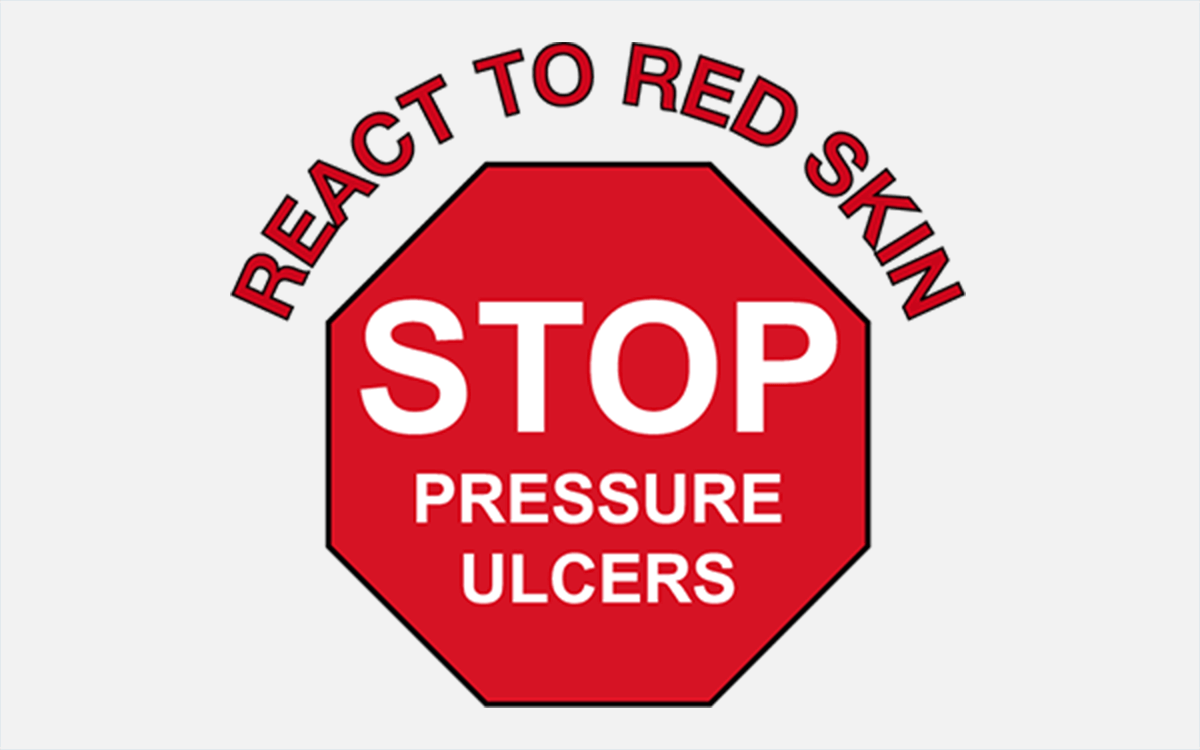 REACT TO RED SKIN
STOP
PRESSURE
ULCERS